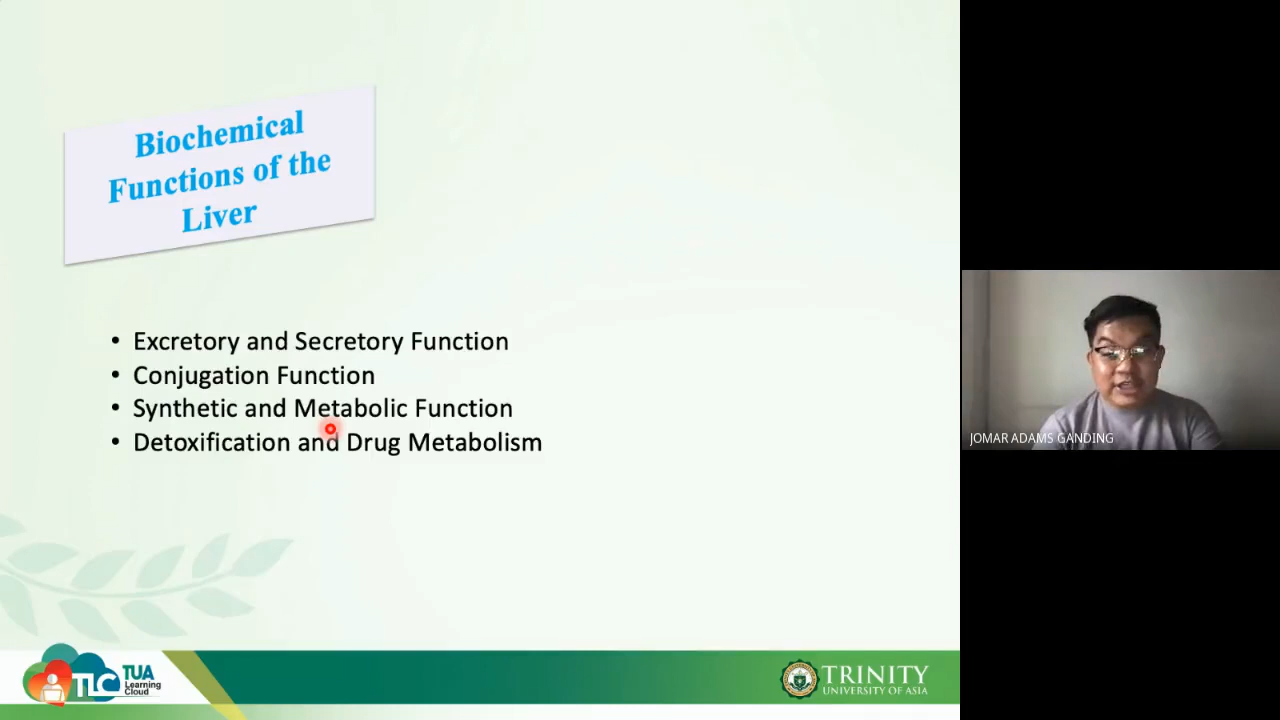 Biochemical
Functions of the
Liver
• Excretory and Secretory Function
• Conjugation Function
• Synthetic and Metabolic Function
• Detoxification and Drug Metabolism
JOMAR ADAMS GANDING
TLC
TUA
Learning
Cloud
TRINITY
UNIVERSITY OF ASIA